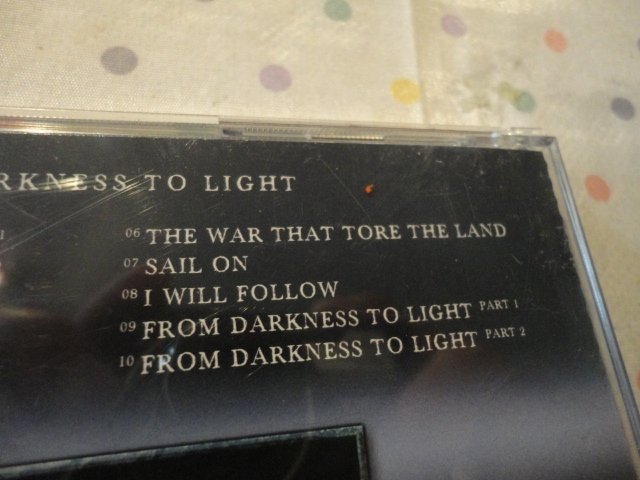 RKNESS TO LIGHT
06 THE WAR THAT TORE THE LAND
07 SAIL ON
08 I WILL FOLLOW
09 FROM DARKNESS TO LIGHT PART 1
10 FROM DARKNESS TO LIGHT PART 2